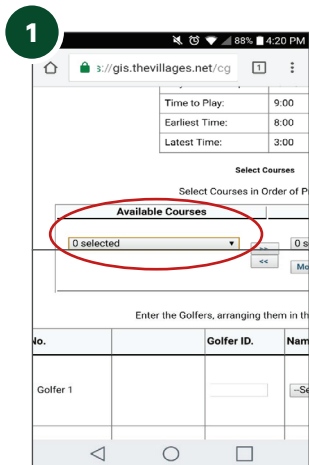 1
88% 4:20 PM
s://gis.thevillages.net/cg 1
Time to Play: 9:00
Earliest Time: 8:00
Latest Time: 3:00
Select Courses
Select Courses in Order of P
Available Courses
0 selected >> 0 s
<< Mo
Enter the Golfers, arranging them in th
No. Golfer ID. Nam
Golfer 1 --Se